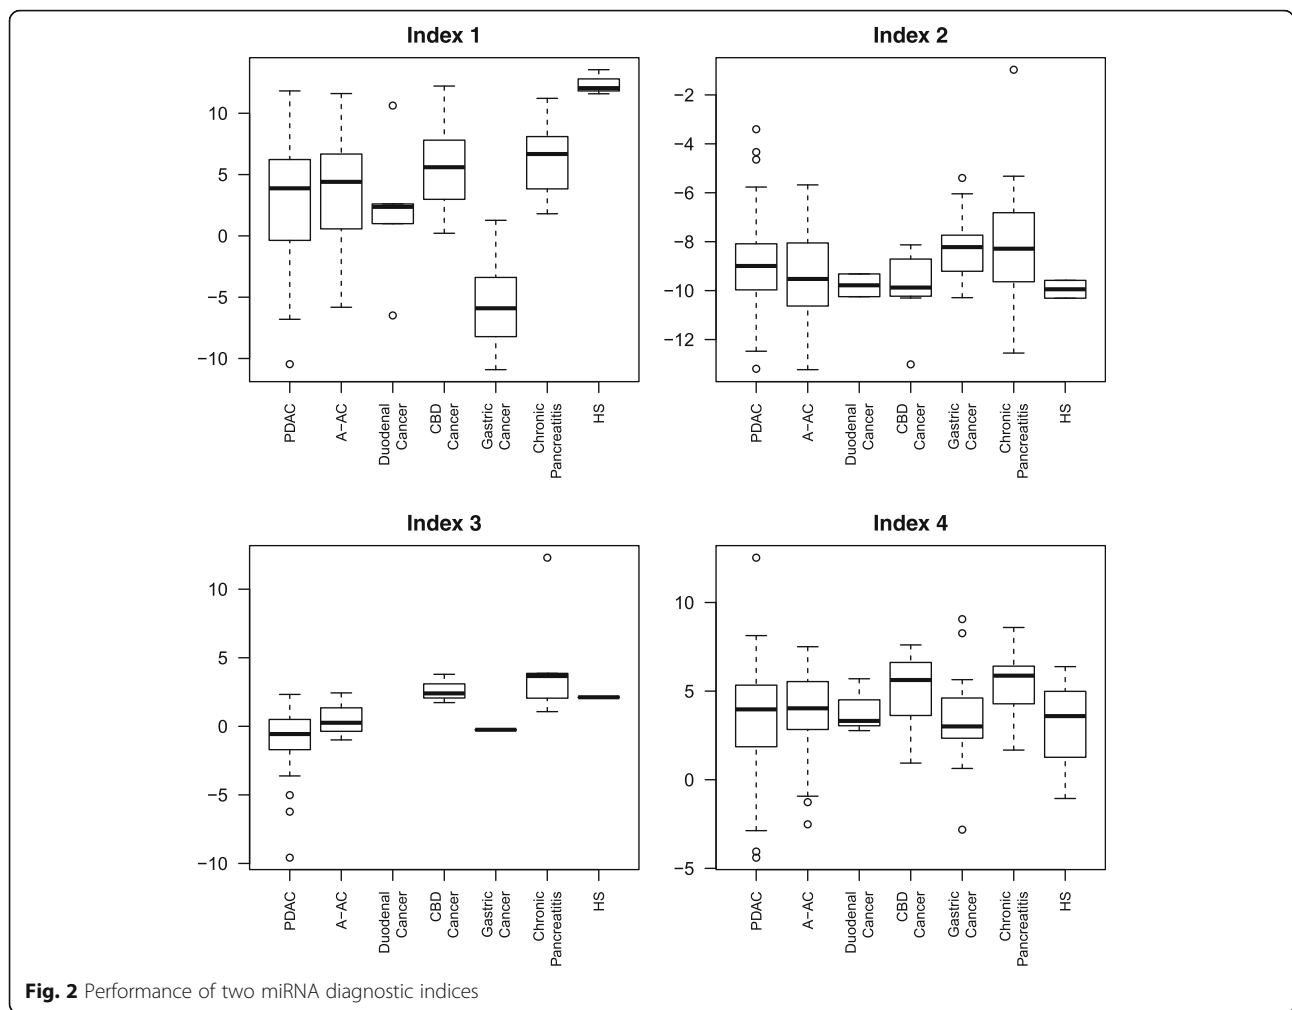 Index 1
10
5
0
−5
−10
PDAC
A−AC
Duodenal
Cancer
CBD
Cancer
Gastric
Cancer
Chronic
Pancreatitis
HS
Index 2
−2
−4
−6
−8
−10
−12
PDAC
A−AC
Duodenal
Cancer
CBD
Cancer
Gastric
Cancer
Chronic
Pancreatitis
HS
Index 3
10
5
0
−5
−10
PDAC
A−AC
Duodenal
Cancer
CBD
Cancer
Gastric
Cancer
Chronic
Pancreatitis
HS
Index 4
10
5
0
−5
PDAC
A−AC
Duodenal
Cancer
CBD
Cancer
Gastric
Cancer
Chronic
Pancreatitis
HS
Fig. 2 Performance of two miRNA diagnostic indices